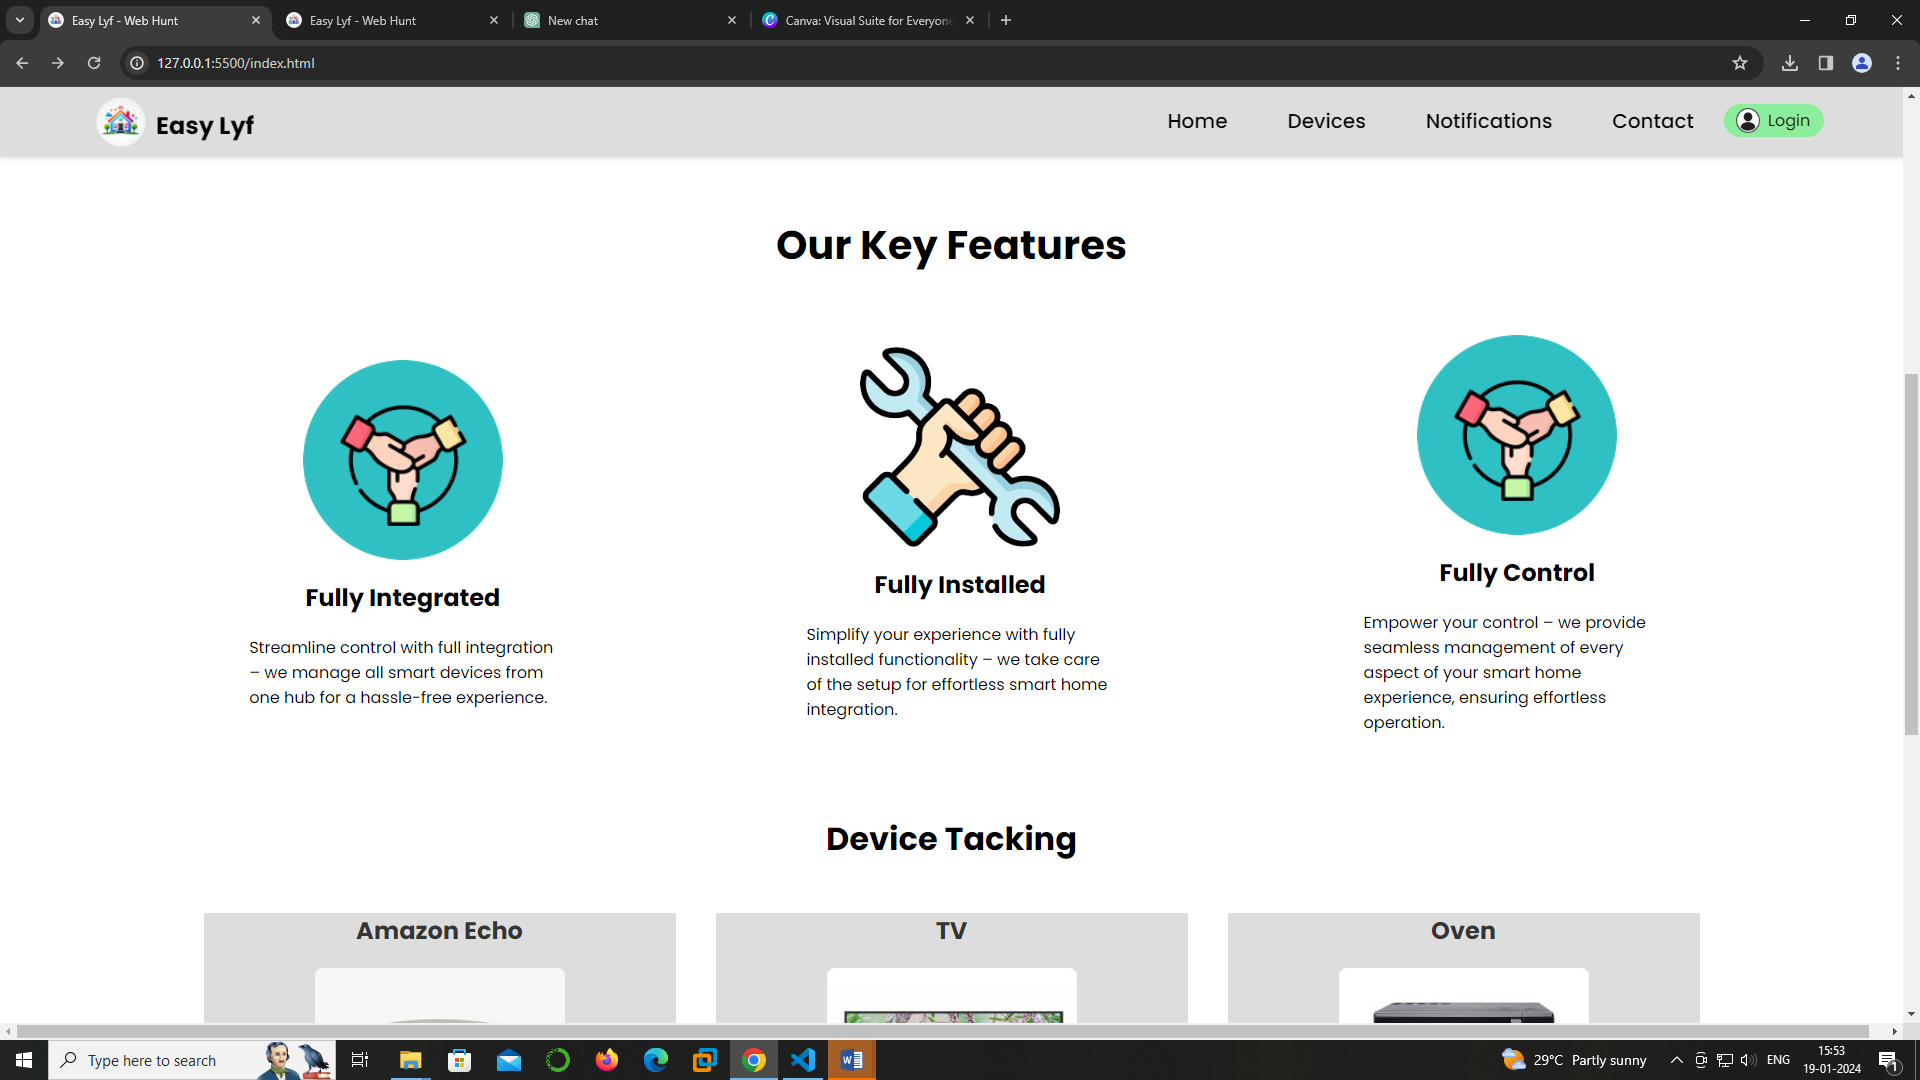 Easy Lyf - Web Hunt
Easy Lyf - Web Hunt
New chat
Canva: Visual Suite for Everyone
127.0.0.1:5500/index.html
Easy Lyf
Home
Devices
Notifications
Contact
Login
Our Key Features
Fully Integrated
Streamline control with full integration
– we manage all smart devices from
one hub for a hassle-free experience.
Fully Installed
Simplify your experience with fully
installed functionality – we take care
of the setup for effortless smart home
integration.
Fully Control
Empower your control – we provide
seamless management of every
aspect of your smart home
experience, ensuring effortless
operation.
Device Tacking
Amazon Echo
TV
Oven
Type here to search
29°C Partly sunny
ENG
15:53
19-01-2024
1